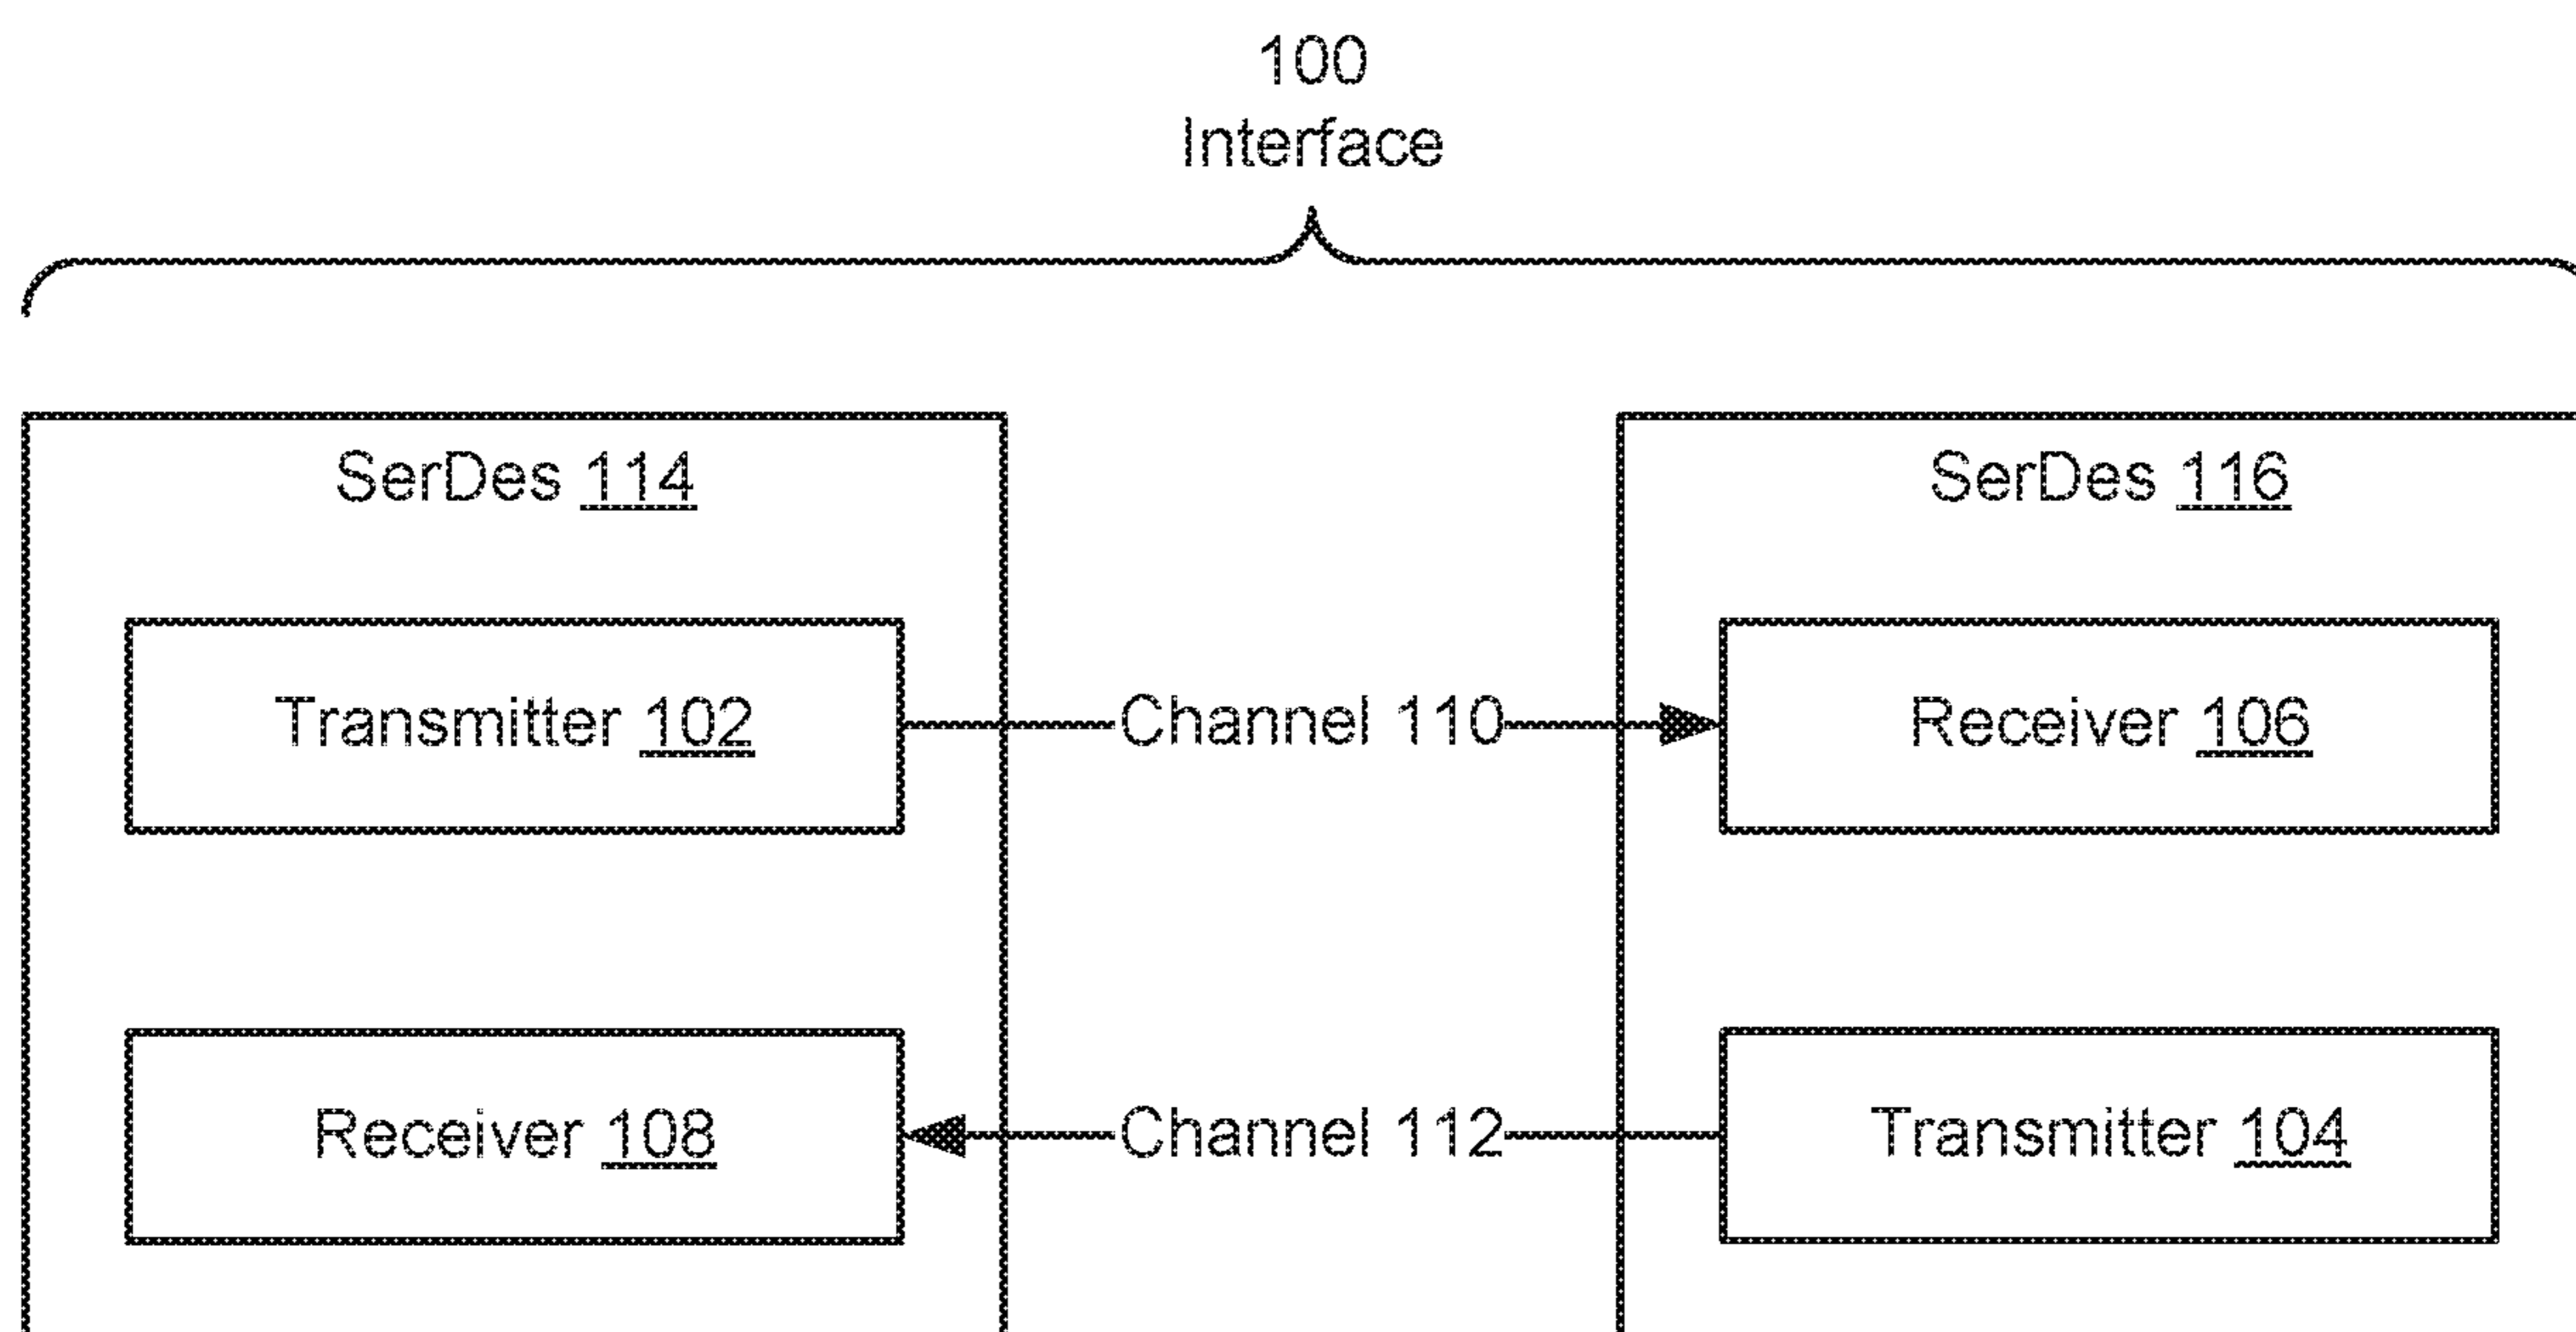 100
Interface
SerDes 114
SerDes 116
Transmitter 102
Channel 110
Receiver 106
Receiver 108
Channel 112
Transmitter 104